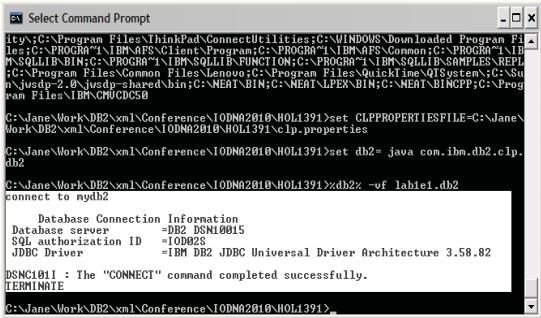 Select Command Prompt
ity\;C:\Program Files\ThinkPad\ConnectUtilities;C:\WINDOWS\Downloaded Program Fi
les;C:\PROGRA~1\IBM\AFS\Client\Program;C:\PROGRA~1\IBM\AFS\Common;C:\PROGRA~1\IB
M\SQLLIB\BIN;C:\PROGRA~1\IBM\SQLLIB\FUNCTION;C:\PROGRA~1\IBM\SQLLIB\SAMPLES\REPL
;C:\Program Files\Common Files\Lenovo;C:\Program Files\QuickTime\QTSystem\;C:\Su
n\jwsdp-2.0\jwsdp-shared\bin;C:\NEAT\BIN;C:\NEAT\LPEX\BIN;C:\NEAT\BINCPP;C:\Prog
ram Files\IBM\CMVCDC50
C:\Jane\Work\DB2\xml\Conference\IODNA2010\HOL1391>set CLPPROPERTIESFILE=C:\Jane\
Work\DB2\xml\Conference\IODNA2010\HOL1391\clp.properties
C:\Jane\Work\DB2\xml\Conference\IODNA2010\HOL1391>set db2= java com.ibm.db2.clp.
db2
C:\Jane\Work\DB2\xml\Conference\IODNA2010\HOL1391>%db2% -vf lab1e1.db2
connect to mydb2
Database Connection Information
Database server =DB2 DSN10015
SQL authorization ID =IOD02S
JDBC Driver =IBM DB2 JDBC Universal Driver Architecture 3.58.82
DSNC101I : The "CONNECT" command completed successfully.
TERMINATE
C:\Jane\Work\DB2\xml\Conference\IODNA2010\HOL1391>_